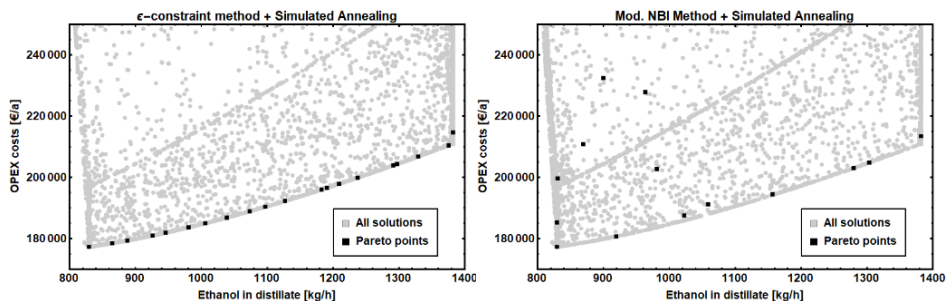 ϵ-constraint method + Simulated Annealing
OPEX costs [€/a]
240 000
220 000
200 000
180 000
All solutions
Pareto points
800 900 1000 1100 1200 1300 1400
Ethanol in distillate [kg/h]
Mod. NBI Method + Simulated Annealing
OPEX costs [€/a]
240 000
220 000
200 000
180 000
All solutions
Pareto points
800 900 1000 1100 1200 1300 1400
Ethanol in distillate [kg/h]